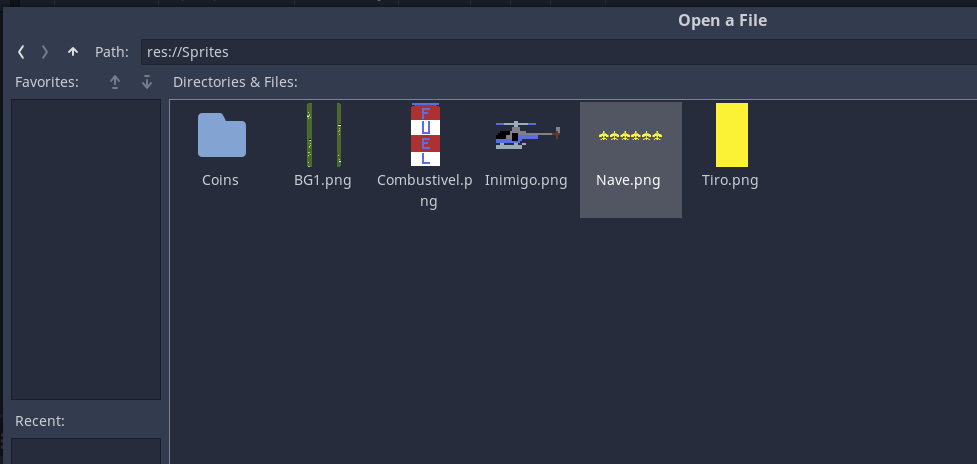 Open a File
Path: res://Sprites
Favorites: Directories & Files:
FUEL
Coins BG1.png Combustivel.p Inimigo.png Nave.png Tiro.png
ng
Recent: